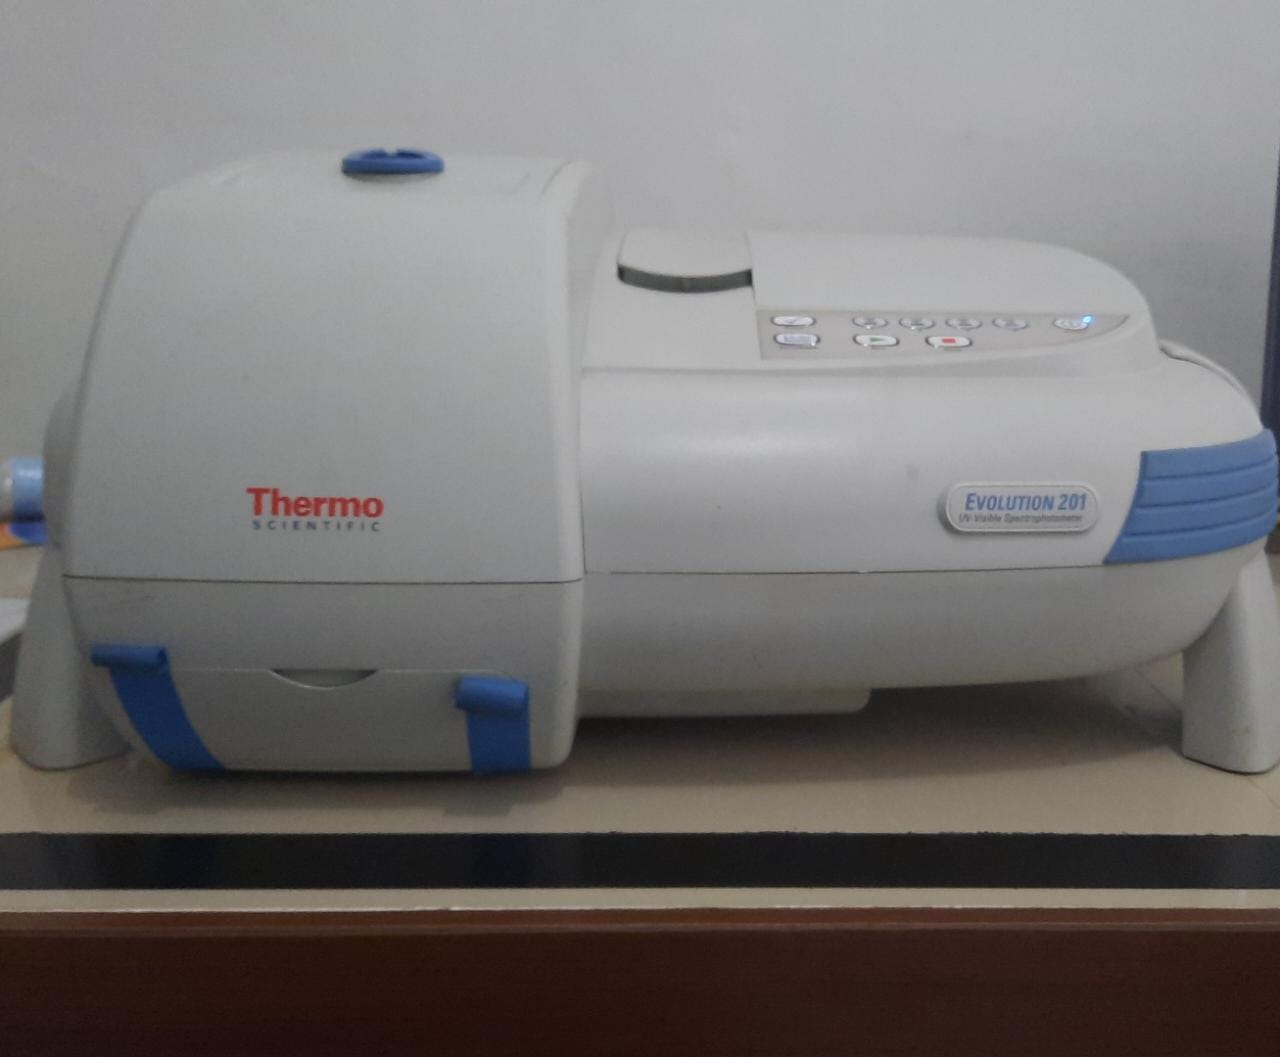 Thermo
SCIENTIFIC
EVOLUTION 201
UV-Visible Spectrophotometer